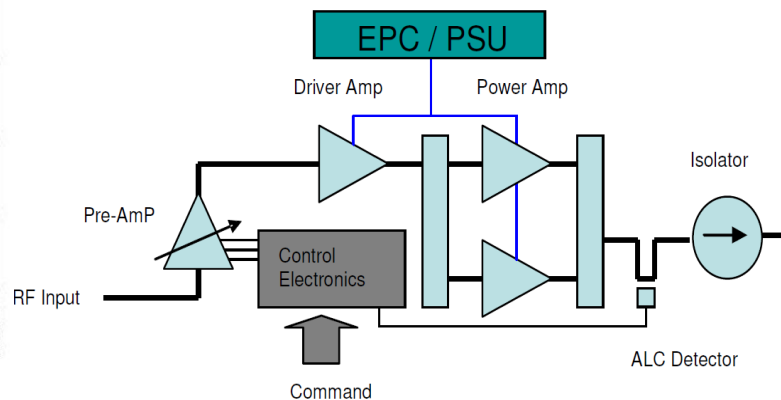 EPC / PSU
Driver Amp
Power Amp
Isolator
Pre-AmP
Control
Electronics
RF Input
ALC Detector
Command